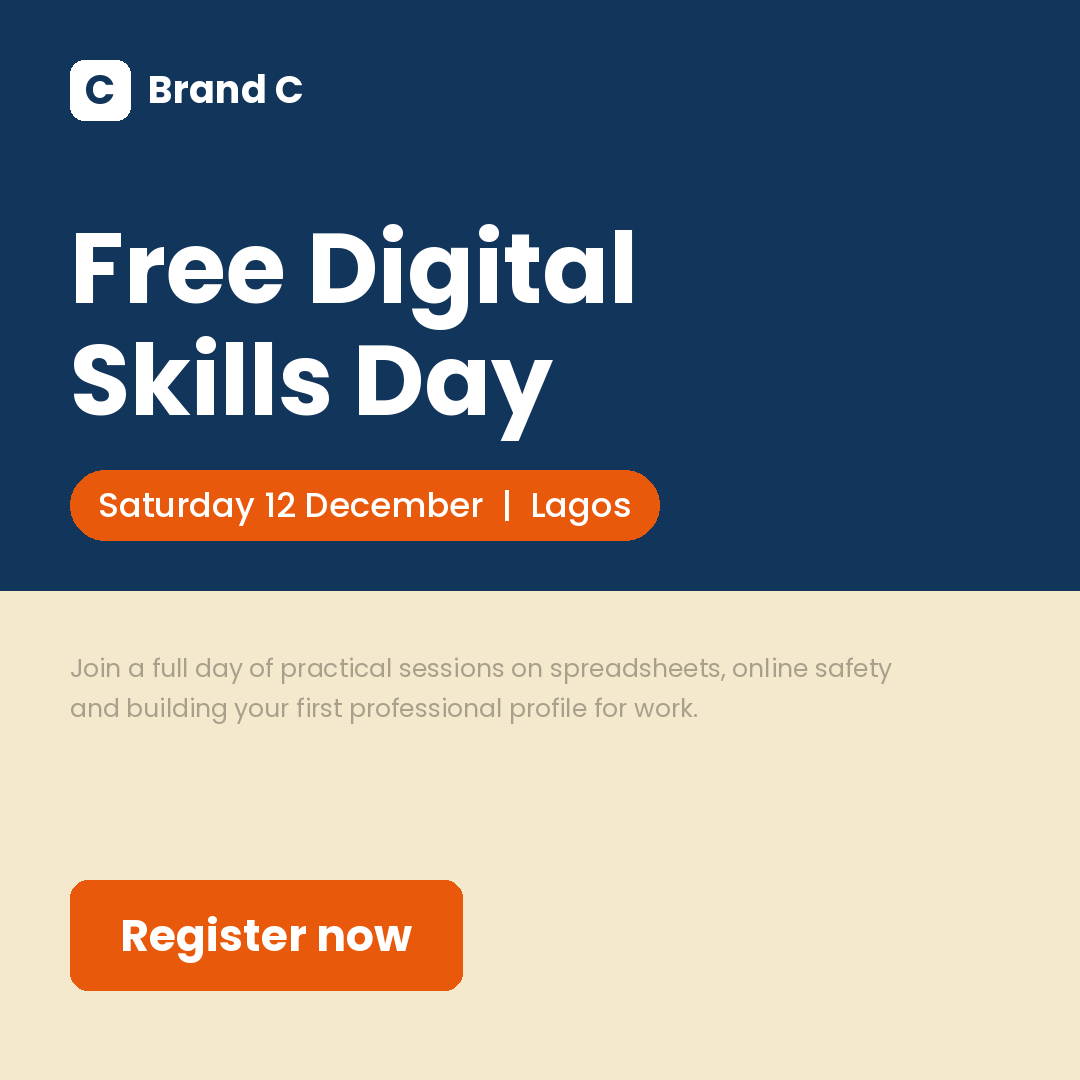 C Brand C
Free Digital
Skills Day
Saturday 12 December | Lagos
Join a full day of practical sessions on spreadsheets, online safety
and building your first professional profile for work.
Register now